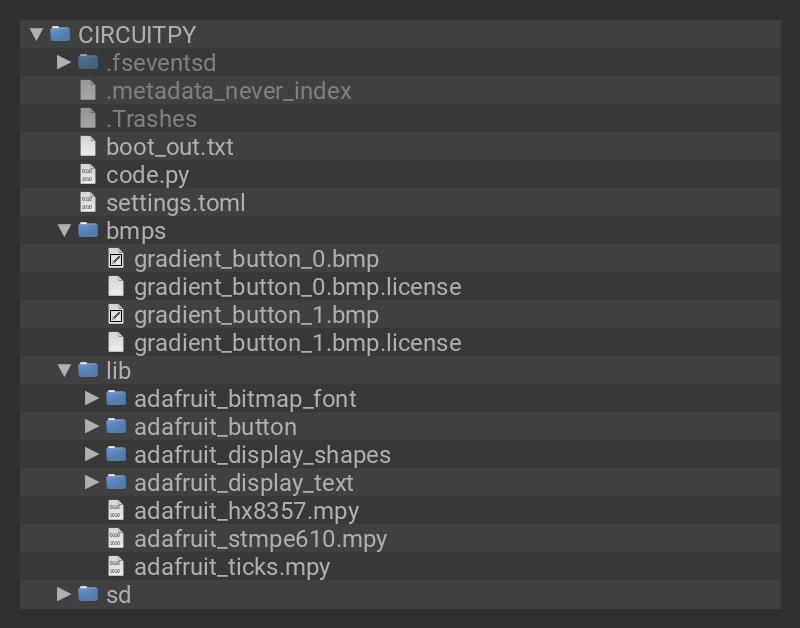 CIRCUITPY
.fseventsd
.metadata_never_index
.Trashes
boot_out.txt
code.py
settings.toml
bmps
gradient_button_0.bmp
gradient_button_0.bmp.license
gradient_button_1.bmp
gradient_button_1.bmp.license
lib
adafruit_bitmap_font
adafruit_button
adafruit_display_shapes
adafruit_display_text
adafruit_hx8357.mpy
adafruit_stmpe610.mpy
adafruit_ticks.mpy
sd